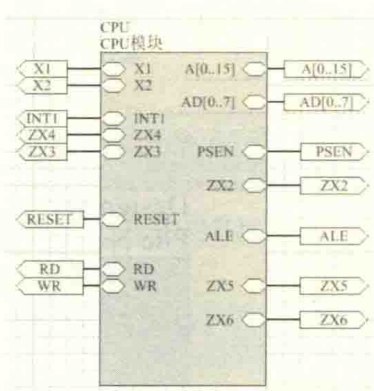 CPU
CPU模块
X1 X1 A[0..15] A[0..15]
X2 X2
AD[0..7] AD[0..7]
INT1 INT1
ZX4 ZX4
ZX3 ZX3 PSEN PSEN
ZX2 ZX2
RESET RESET
ALE ALE
RD RD
WR WR ZX5 ZX5
ZX6 ZX6